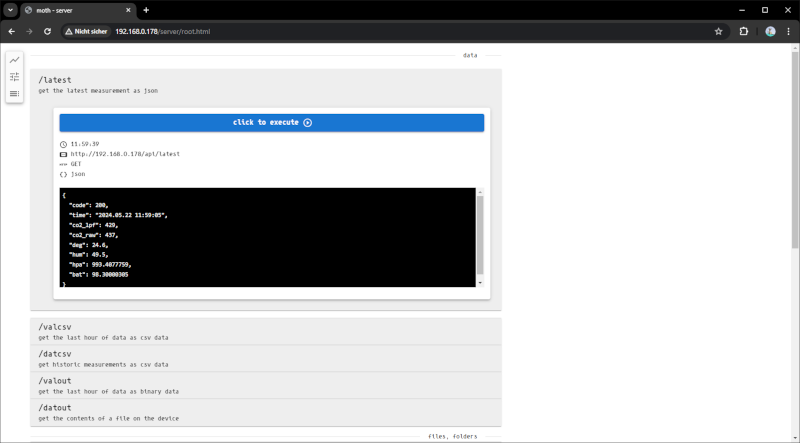 moth - server
Nicht sicher 192.168.0.178/server/root.html
data
/latest
get the latest measurement as json
click to execute
11:59:39
http://192.168.0.178/api/latest
GET
json
{
"code": 200,
"time": "2024.05.22 11:59:05",
"co2_lpf": 429,
"co2_raw": 437,
"deg": 24.6,
"hum": 49.5,
"hpa": 993.4077759,
"bat": 98.30000305
}
/valcsv
get the last hour of data as csv data
/datcsv
get historic measurements as csv data
/valout
get the last hour of data as binary data
/datout
get the contents of a file on the device
files, folders